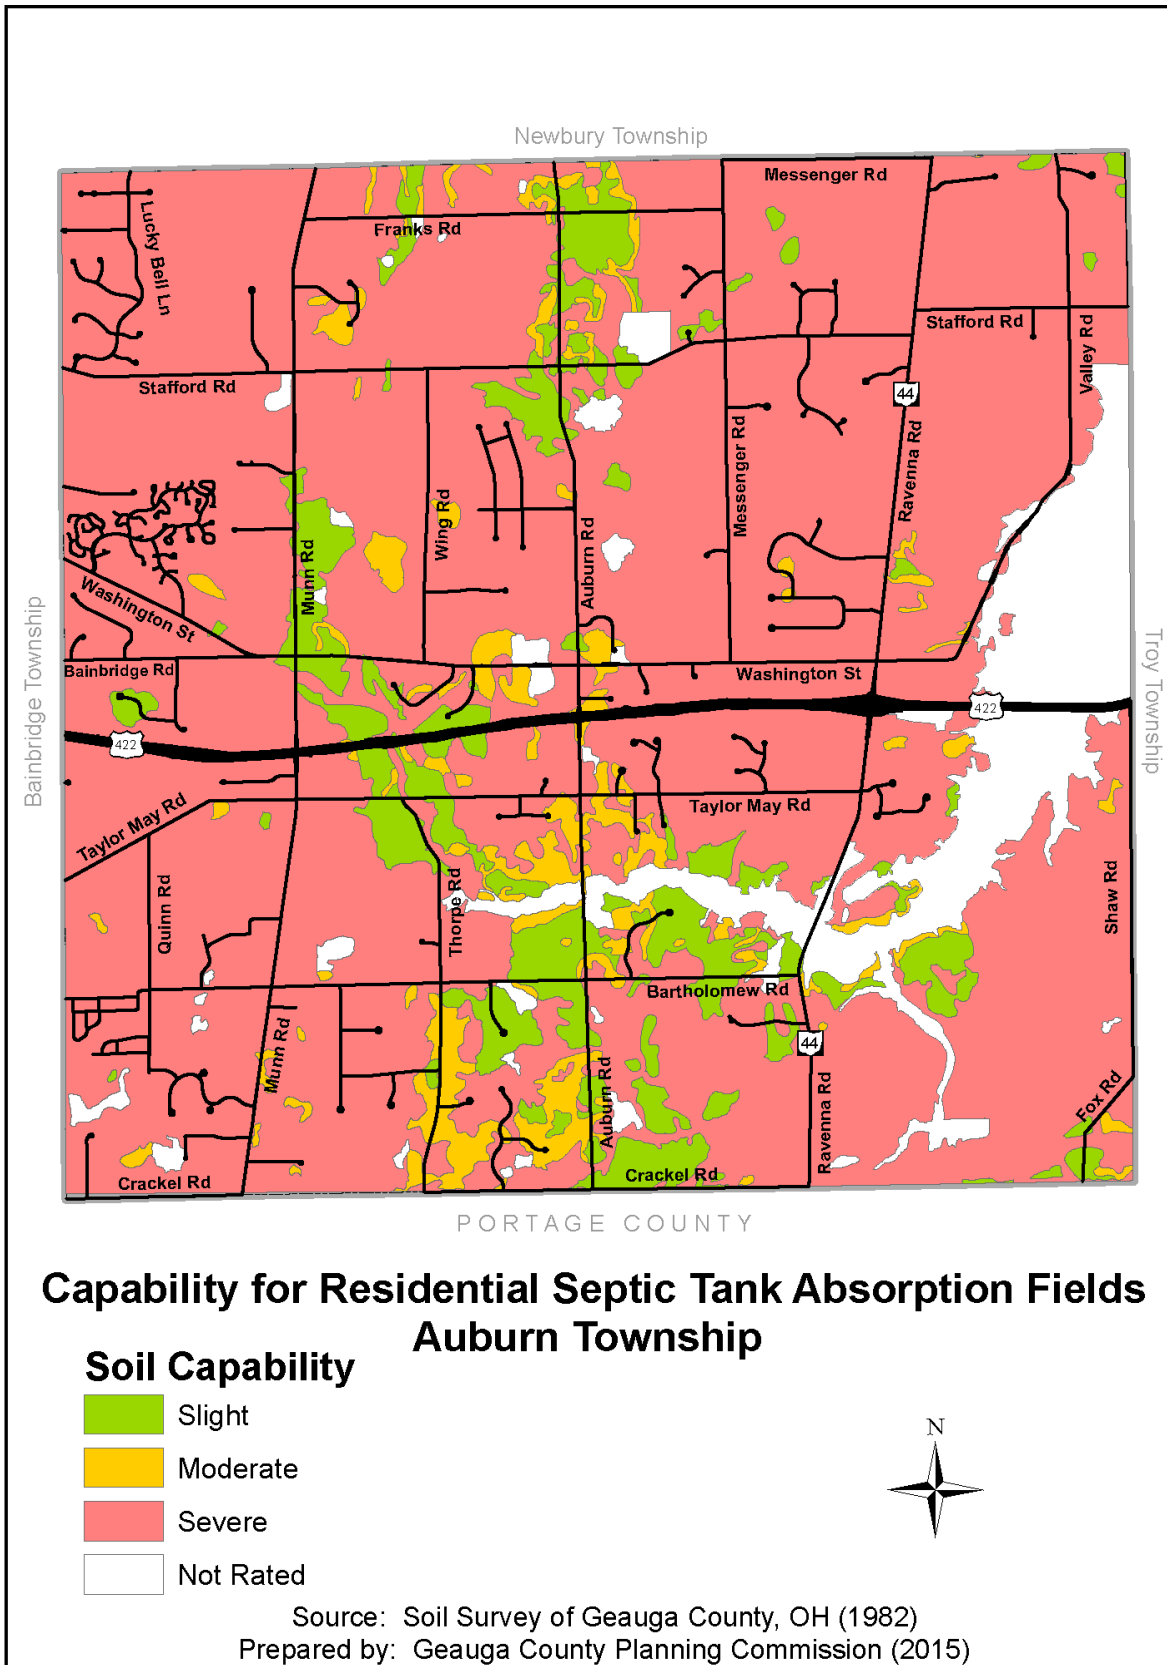 Newbury Township
Messenger Rd
Lucky Bell Ln
Franks Rd
Stafford Rd
Valley Rd
Stafford Rd
44
Ravenna Rd
Messenger Rd
Wing Rd
Auburn Rd
Munn Rd
Washington St
Bainbridge Township
Troy Township
Bainbridge Rd
Washington St
422
422
Taylor May Rd
Taylor May Rd
Quinn Rd
Thorpe Rd
Shaw Rd
Bartholomew Rd
Munn Rd
44
Auburn Rd
Ravenna Rd
Fox Rd
Crackel Rd
Crackel Rd
PORTAGE COUNTY
Capability for Residential Septic Tank Absorption Fields
Auburn Township
Soil Capability
Slight
Moderate
Severe
Not Rated
N
Source: Soil Survey of Geauga County, OH (1982)
Prepared by: Geauga County Planning Commission (2015)